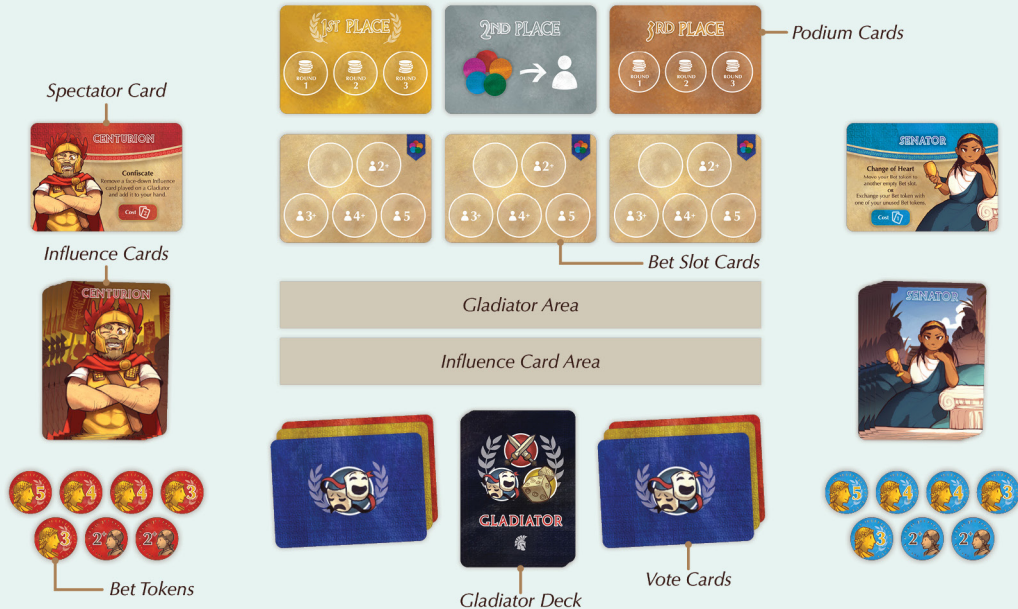 1ST PLACE
ROUND
1
ROUND
2
ROUND
3
2ND PLACE
3RD PLACE
ROUND
1
ROUND
2
ROUND
3
Podium Cards
Spectator Card
CENTURION
Confiscate
Remove a face-down Influence
card played on a Gladiator
and add it to your hand.
Cost
2+
3+
4+
5
2+
3+
4+
5
2+
3+
4+
5
SENATOR
Change of Heart
Move your Bet token to
another empty Bet slot.
OR
Exchange your Bet token with
one of your unused Bet tokens.
Cost
Influence Cards
Bet Slot Cards
CENTURION
Gladiator Area
Influence Card Area
SENATOR
GLADIATOR
5
4
4
3
3
2+
2+
5
4
4
3
3
2+
2+
Bet Tokens
Gladiator Deck
Vote Cards